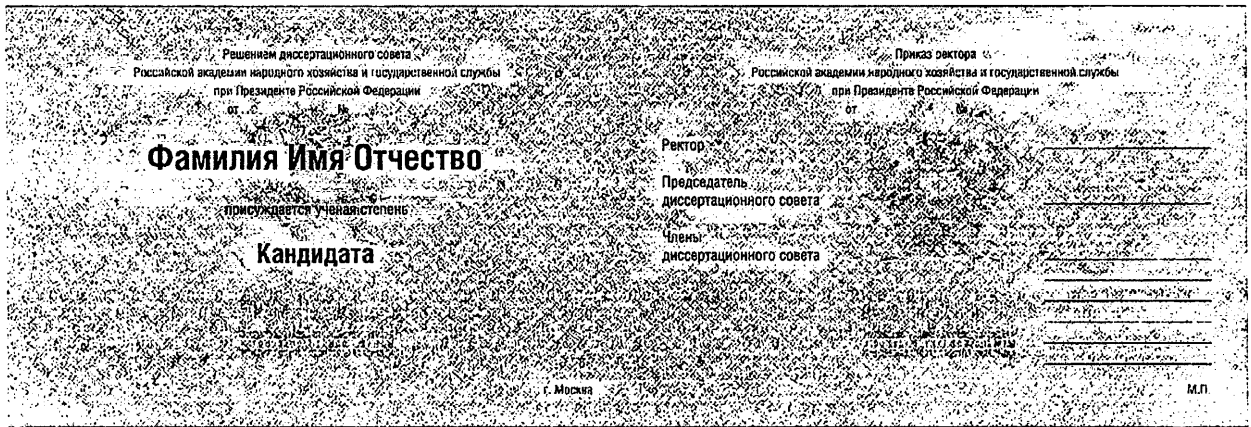 Решением диссертационного совета
Российской академии народного хозяйства и государственной службы
при Президенте Российской Федерации
от №
Фамилия Имя Отчество
присуждается ученая степень
Кандидата
г. Москва
Приказ ректора
Российской академии народного хозяйства и государственной службы
при Президенте Российской Федерации
от №
Ректор
Председатель
диссертационного совета
Члены
диссертационного совета
М.П.